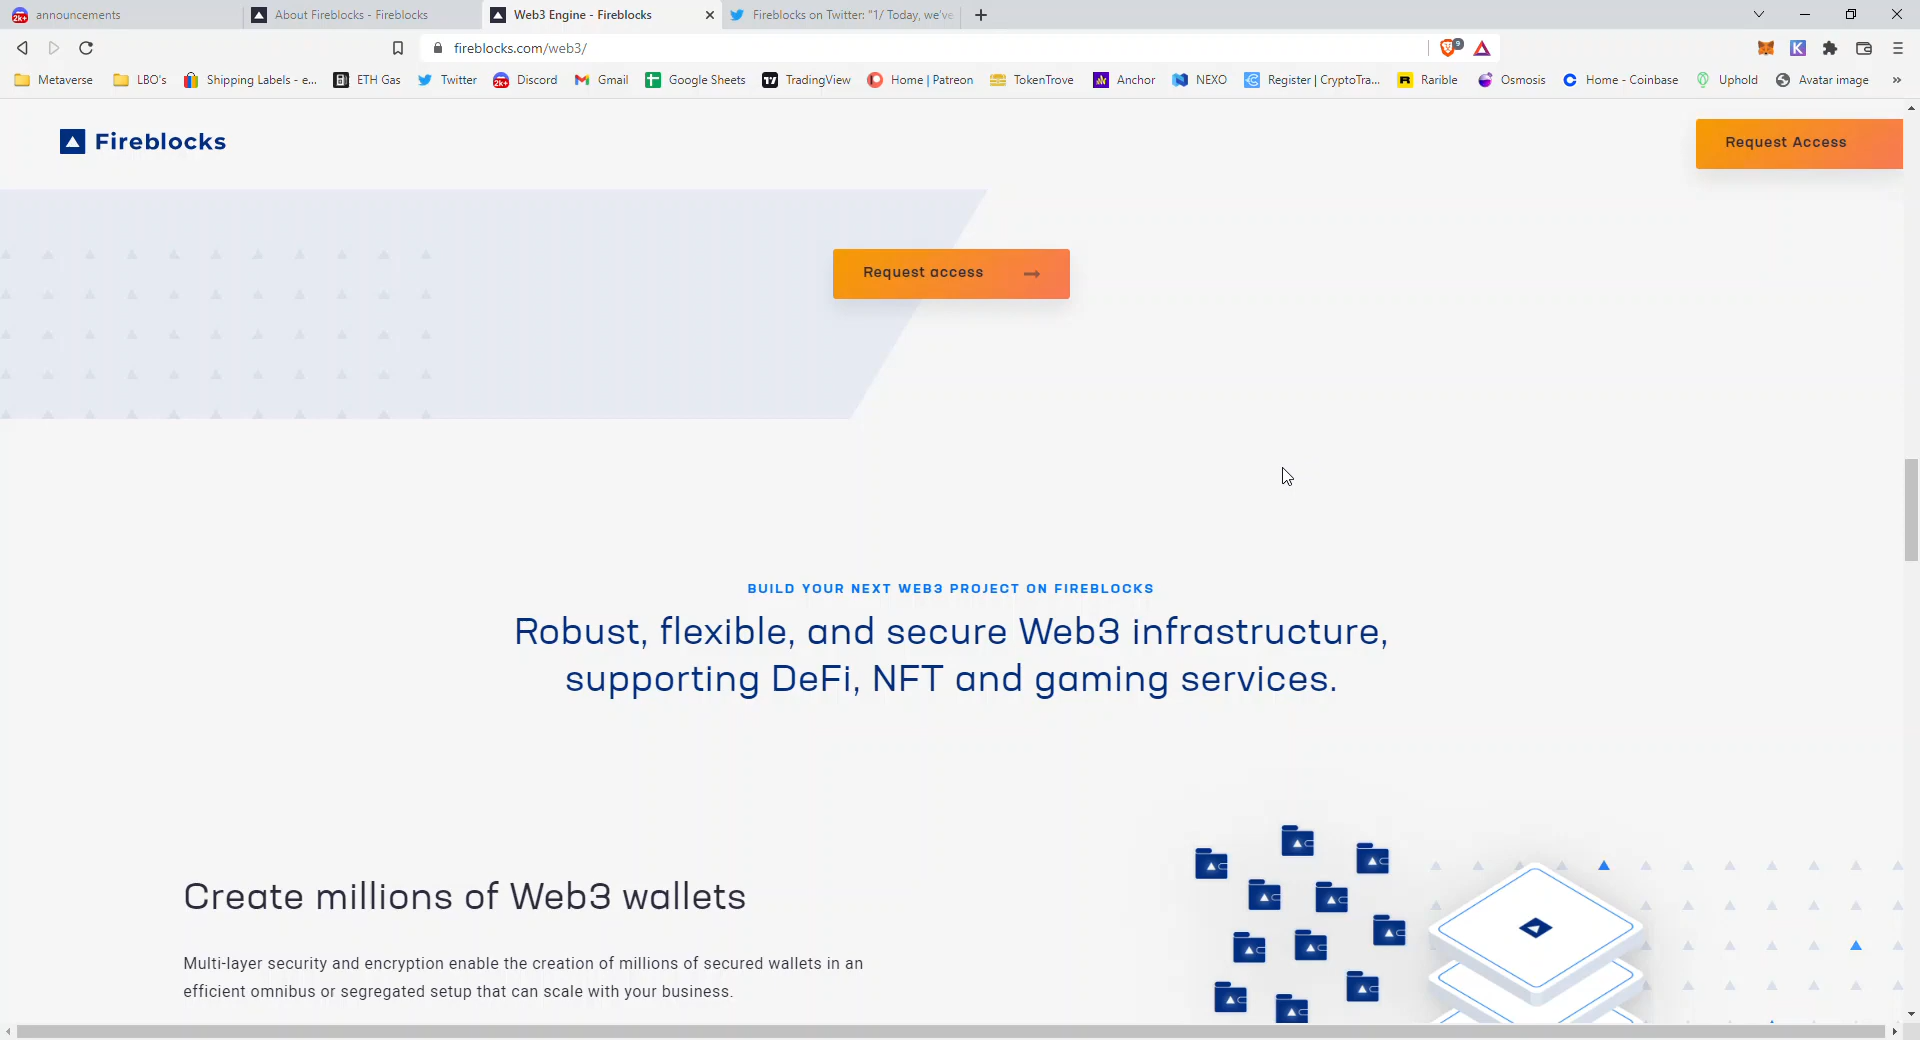 announcements
About Fireblocks - Fireblocks
Web3 Engine - Fireblocks
Fireblocks on Twitter: "1/ Today, we've
fireblocks.com/web3/
9
Metaverse
LBO's
Shipping Labels - e...
ETH Gas
Twitter
2k+
Discord
Gmail
Google Sheets
TradingView
Home | Patreon
TokenTrove
Anchor
NEXO
Register | CryptoTra...
Rarible
Osmosis
Home - Coinbase
Uphold
Avatar image
»
Fireblocks
Request Access
Request access
BUILD YOUR NEXT WEB3 PROJECT ON FIREBLOCKS
Robust, flexible, and secure Web3 infrastructure,
supporting DeFi, NFT and gaming services.
Create millions of Web3 wallets
Multi-layer security and encryption enable the creation of millions of secured wallets in an
efficient omnibus or segregated setup that can scale with your business.